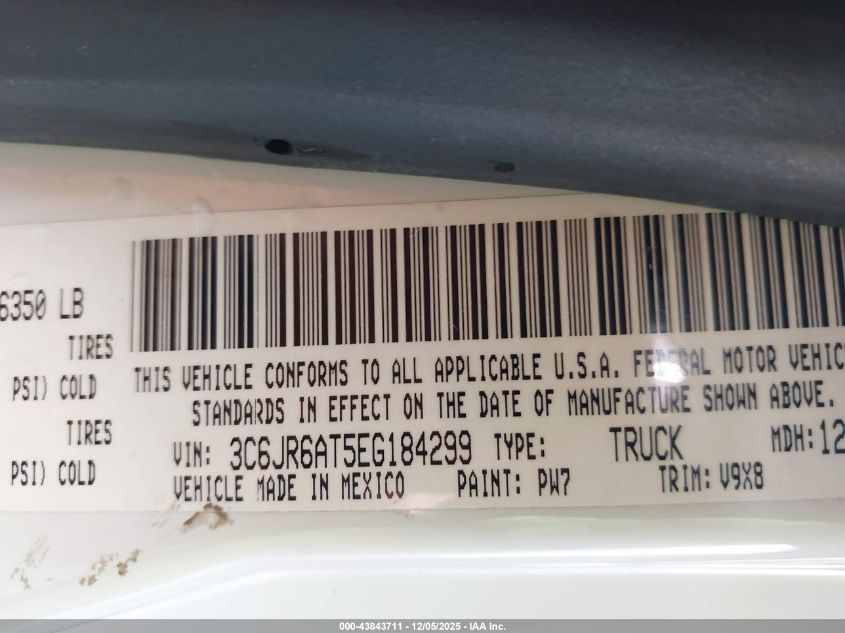 6350 LB
TIRES
PSI) COLD
TIRES
PSI) COLD
THIS VEHICLE CONFORMS TO ALL APPLICABLE U.S.A. FEDERAL MOTOR VEHIC
STANDARDS IN EFFECT ON THE DATE OF MANUFACTURE SHOWN ABOVE.
VIN: 3C6JR6AT5EG184299 TYPE: TRUCK MDH: 12
VEHICLE MADE IN MEXICO PAINT: PW7 TRIM: V9X8
000-43843711 - 12/05/2025 - IAA Inc.